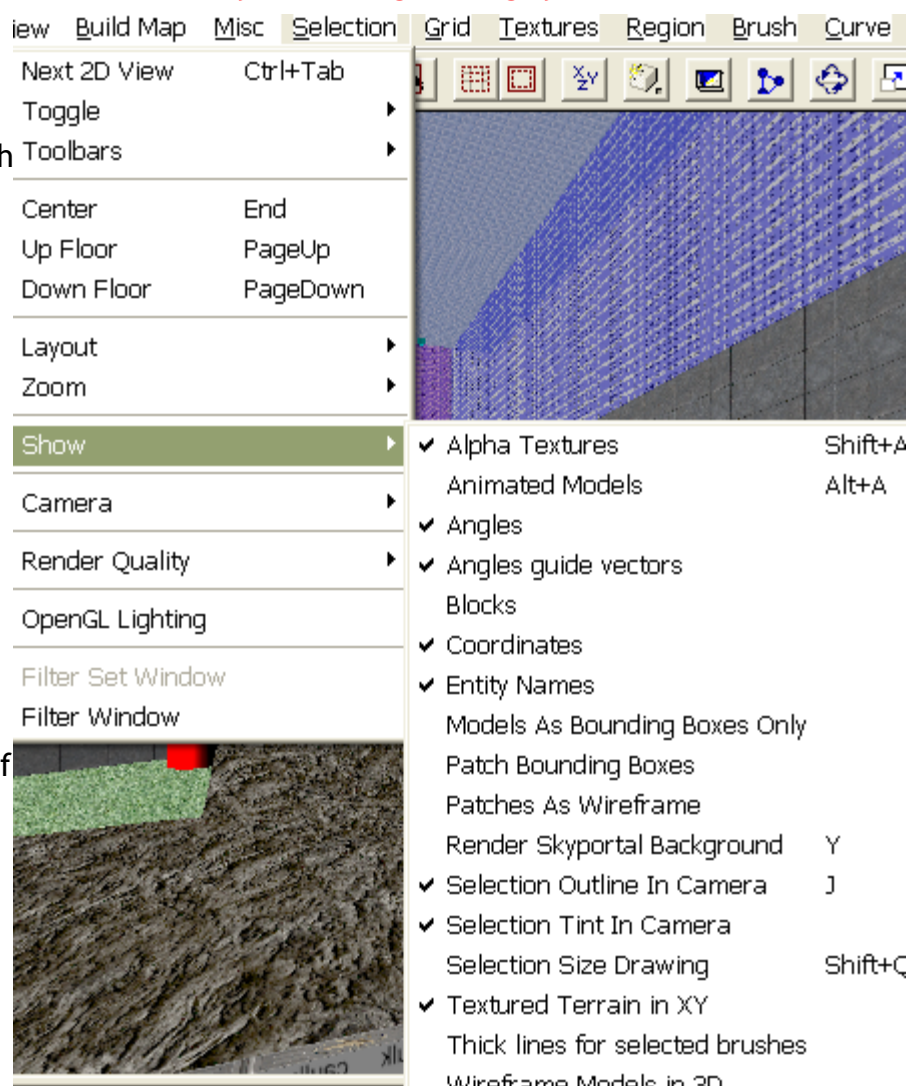 iew Build Map Misc Selection Grid Textures Region Brush Curve
Next 2D View Ctrl+Tab
Toggle
h Toolbars
Center End
Up Floor PageUp
Down Floor PageDown
Layout
Zoom
Show
Camera
Render Quality
OpenGL Lighting
Filter Set Window
Filter Window
f
Alpha Textures Shift+A
Animated Models Alt+A
Angles
Angles guide vectors
Blocks
Coordinates
Entity Names
Models As Bounding Boxes Only
Patch Bounding Boxes
Patches As Wireframe
Render Skyportal Background Y
Selection Outline In Camera J
Selection Tint In Camera
Selection Size Drawing Shift+Q
Textured Terrain in XY
Thick lines for selected brushes
Wireframe Models in 3D